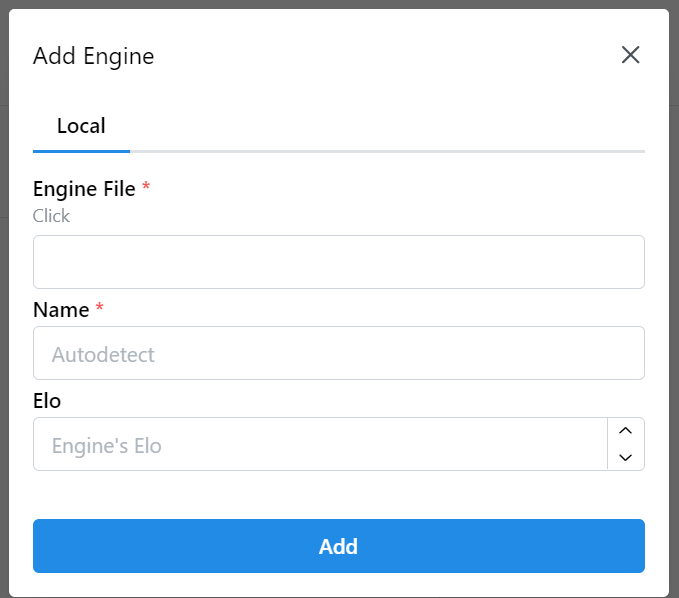 Add Engine
Local
Engine File *
Click
Name *
Autodetect
Elo
Engine's Elo
Add